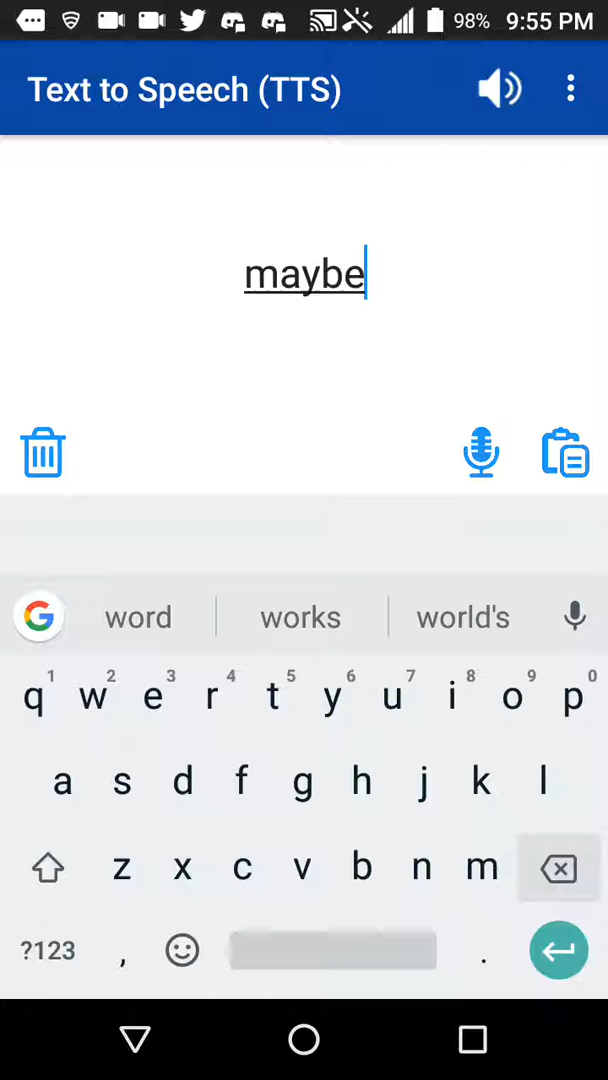 98% 9:55 PM
Text to Speech (TTS)
maybe
word works world's
1 2 3 4 5 6 7 8 9 0
q w e r t y u i o p
a s d f g h j k l
z x c v b n m
?123 , .